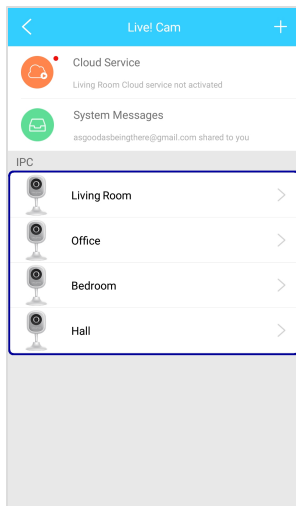 Live! Cam
Cloud Service
Living Room Cloud service not activated
System Messages
asgoodasbeingthere@gmail.com shared to you
IPC
Living Room
Office
Bedroom
Hall